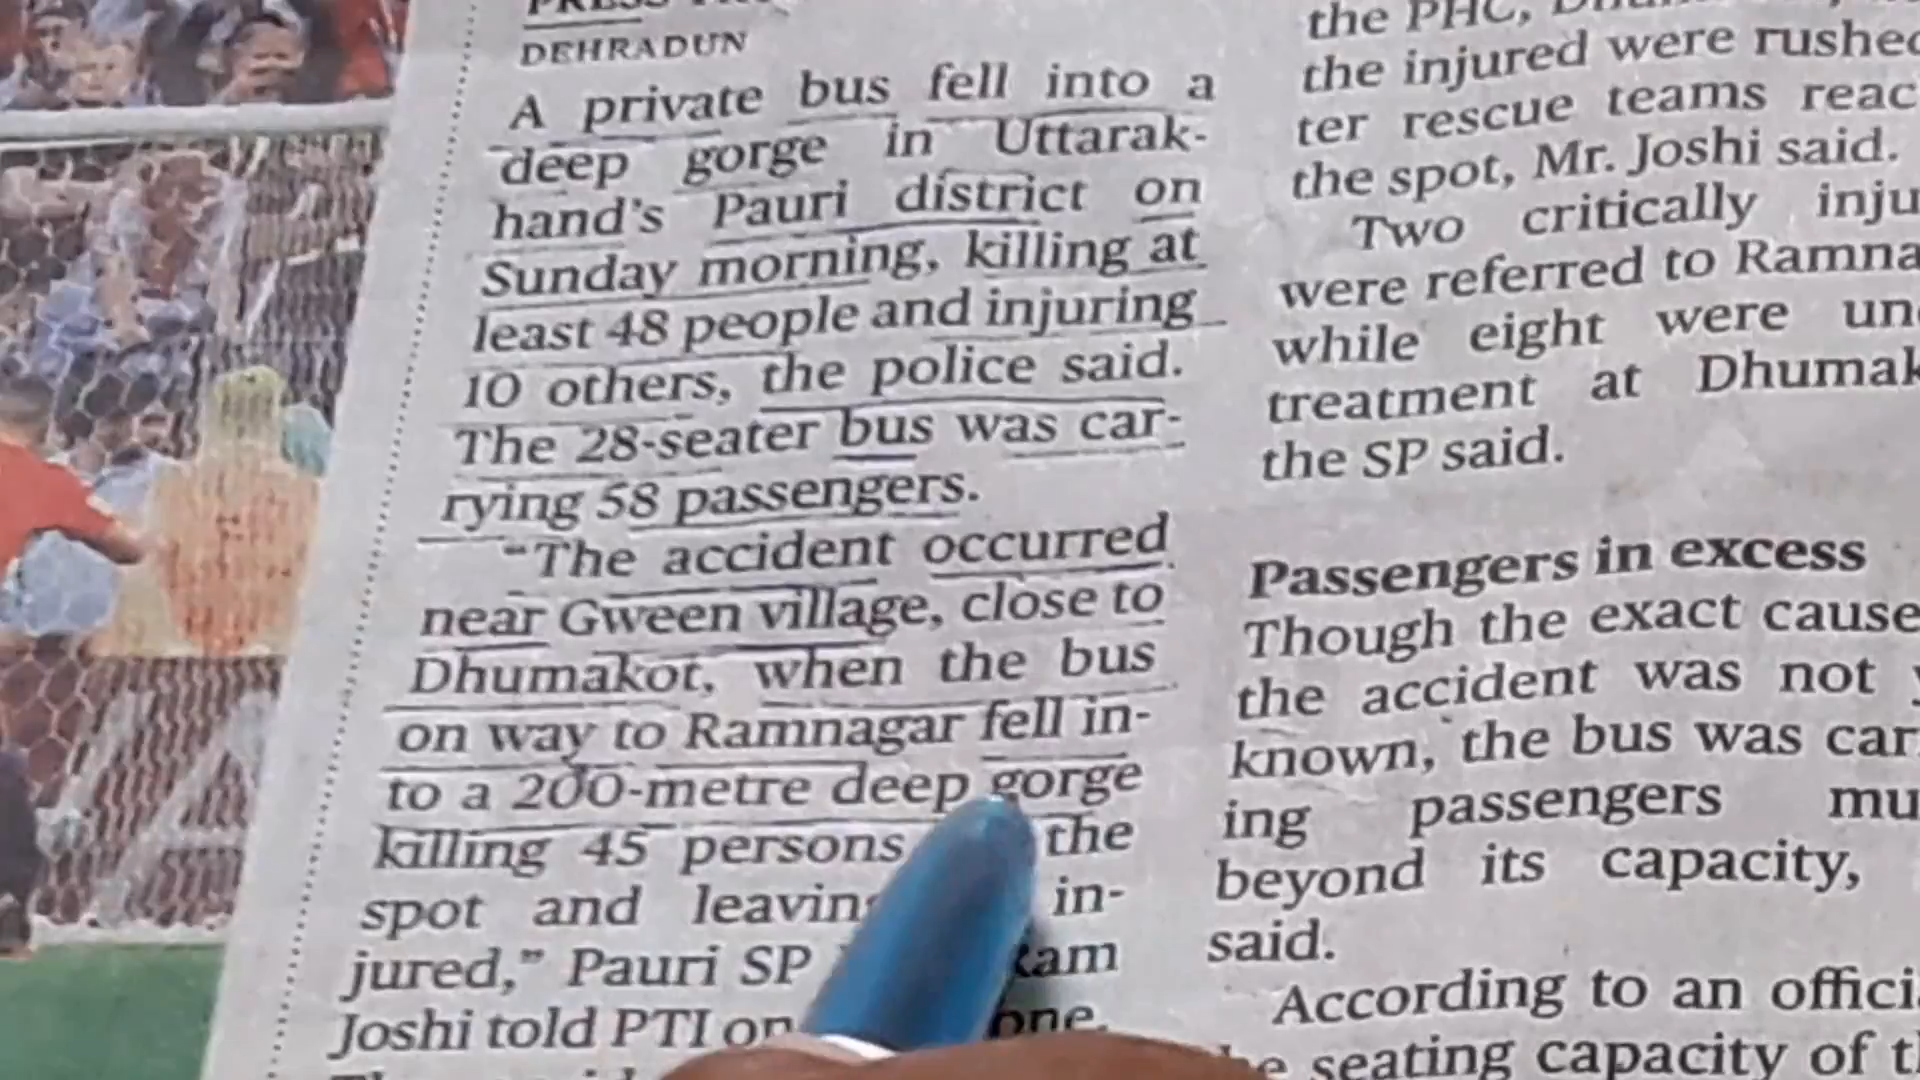 DEHRADUN
A private bus fell into a
deep gorge in Uttarak-
hand's Pauri district on
Sunday morning, killing at
least 48 people and injuring
10 others, the police said.
The 28-seater bus was car-
rying 58 passengers.
"The accident occurred
near Gween village, close to
Dhumakot, when the bus
on way to Ramnagar fell in-
to a 200-metre deep gorge
killing 45 persons the
spot and leaving in-
jured," Pauri SP
Joshi told PTI on
the PHC,
the injured were
ter rescue teams
the spot, Mr. Joshi said.
Two critically
were referred to
while eight were
treatment at
the SP said.
Passengers in excess
Though the exact cause
the accident was not
known, the bus was
ing passengers
beyond its capacity,
said.
According to an
seating capacity of